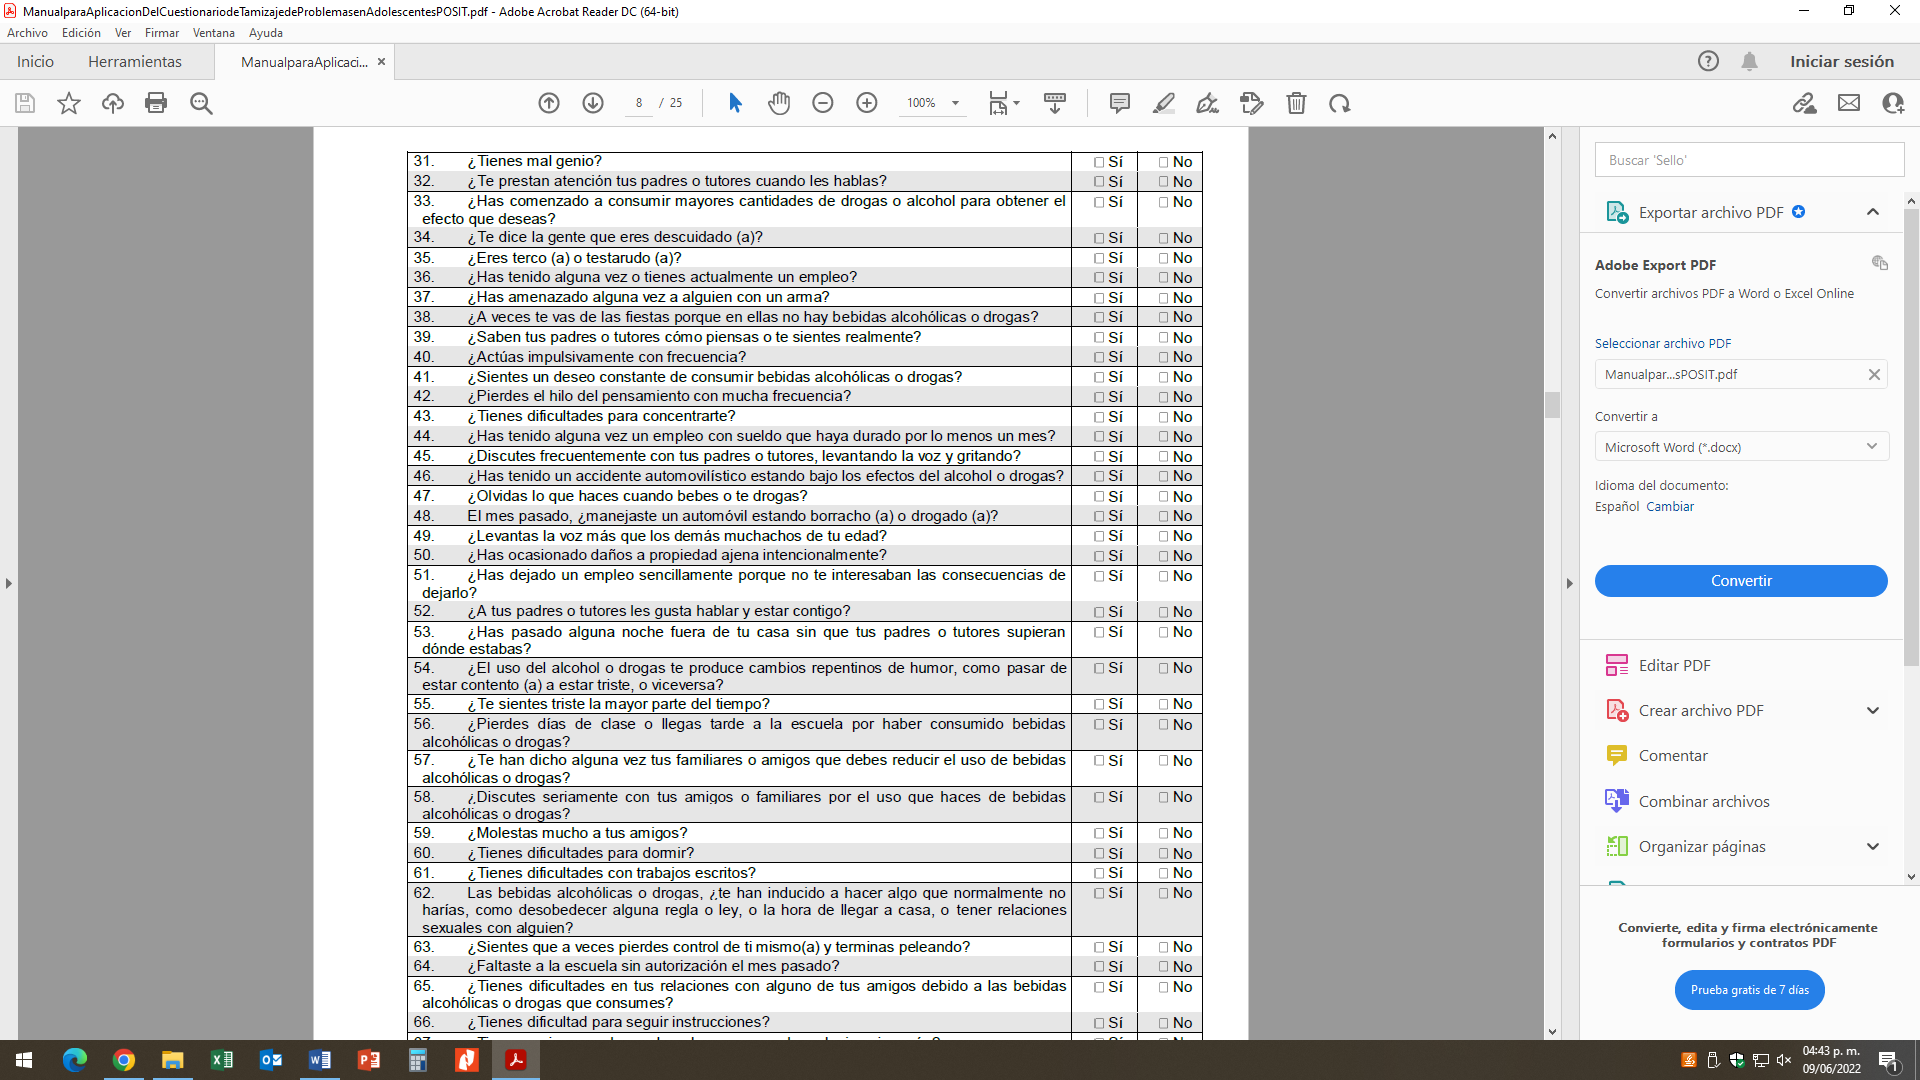 ManualparaAplicacionDelCuestionariodeTamizajedeProblemasenAdolescentesPOSIT.pdf - Adobe Acrobat Reader DC (64-bit)
Archivo Edición Ver Firmar Ventana Ayuda
Inicio Herramientas ManualparaAplicaci... Iniciar sesión
8 / 25 100%
31. ¿Tienes mal genio? Sí No
32. ¿Te prestan atención tus padres o tutores cuando les hablas? Sí No
33. ¿Has comenzado a consumir mayores cantidades de drogas o alcohol para obtener el Sí No
efecto que deseas?
34. ¿Te dice la gente que eres descuidado (a)? Sí No
35. ¿Eres terco (a) o testarudo (a)? Sí No
36. ¿Has tenido alguna vez o tienes actualmente un empleo? Sí No
37. ¿Has amenazado alguna vez a alguien con un arma? Sí No
38. ¿A veces te vas de las fiestas porque en ellas no hay bebidas alcohólicas o drogas? Sí No
39. ¿Saben tus padres o tutores cómo piensas o te sientes realmente? Sí No
40. ¿Actúas impulsivamente con frecuencia? Sí No
41. ¿Sientes un deseo constante de consumir bebidas alcohólicas o drogas? Sí No
42. ¿Pierdes el hilo del pensamiento con mucha frecuencia? Sí No
43. ¿Tienes dificultades para concentrarte? Sí No
44. ¿Has tenido alguna vez un empleo con sueldo que haya durado por lo menos un mes? Sí No
45. ¿Discutes frecuentemente con tus padres o tutores, levantando la voz y gritando? Sí No
46. ¿Has tenido un accidente automovilístico estando bajo los efectos del alcohol o drogas? Sí No
47. ¿Olvidas lo que haces cuando bebes o te drogas? Sí No
48. El mes pasado, ¿manejaste un automóvil estando borracho (a) o drogado (a)? Sí No
49. ¿Levantas la voz más que los demás muchachos de tu edad? Sí No
50. ¿Has ocasionado daños a propiedad ajena intencionalmente? Sí No
51. ¿Has dejado un empleo sencillamente porque no te interesaban las consecuencias de Sí No
dejarlo?
52. ¿A tus padres o tutores les gusta hablar y estar contigo? Sí No
53. ¿Has pasado alguna noche fuera de tu casa sin que tus padres o tutores supieran Sí No
dónde estabas?
54. ¿El uso del alcohol o drogas te produce cambios repentinos de humor, como pasar de Sí No
estar contento (a) a estar triste, o viceversa?
55. ¿Te sientes triste la mayor parte del tiempo? Sí No
56. ¿Pierdes días de clase o llegas tarde a la escuela por haber consumido bebidas Sí No
alcohólicas o drogas?
57. ¿Te han dicho alguna vez tus familiares o amigos que debes reducir el uso de bebidas Sí No
alcohólicas o drogas?
58. ¿Discutes seriamente con tus amigos o familiares por el uso que haces de bebidas Sí No
alcohólicas o drogas?
59. ¿Molestas mucho a tus amigos? Sí No
60. ¿Tienes dificultades para dormir? Sí No
61. ¿Tienes dificultades con trabajos escritos? Sí No
62. Las bebidas alcohólicas o drogas, ¿te han inducido a hacer algo que normalmente no Sí No
harías, como desobedecer alguna regla o ley, o la hora de llegar a casa, o tener relaciones
sexuales con alguien?
63. ¿Sientes que a veces pierdes control de ti mismo(a) y terminas peleando? Sí No
64. ¿Faltaste a la escuela sin autorización el mes pasado? Sí No
65. ¿Tienes dificultades en tus relaciones con alguno de tus amigos debido a las bebidas Sí No
alcohólicas o drogas que consumes?
66. ¿Tienes dificultad para seguir instrucciones? Sí No
Buscar 'Sello'
Exportar archivo PDF
Adobe Export PDF
Convertir archivos PDF a Word o Excel Online
Seleccionar archivo PDF
Manualpar...sPOSIT.pdf
Convertir a
Microsoft Word (*.docx)
Idioma del documento:
Español Cambiar
Convertir
Editar PDF
Crear archivo PDF
Comentar
Combinar archivos
Organizar páginas
Convierte, edita y firma electrónicamente
formularios y contratos PDF
Prueba gratis de 7 días
04:43 p. m.
09/06/2022
1